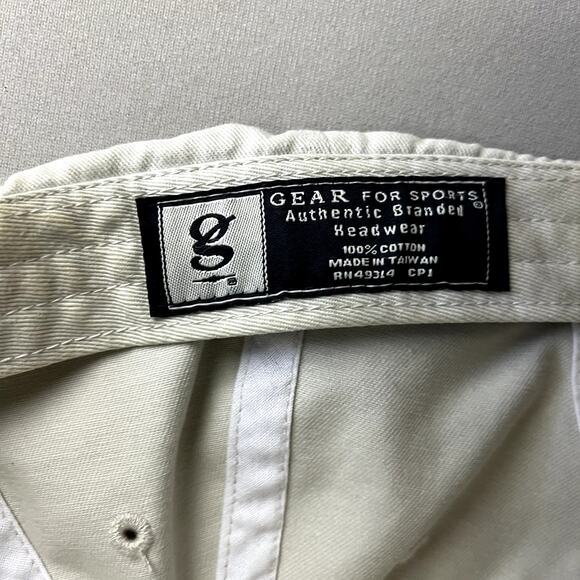 g
®
GEAR FOR SPORTS®
Authentic Branded
Headwear
100% COTTON
MADE IN TAIWAN
RN49314 CP1